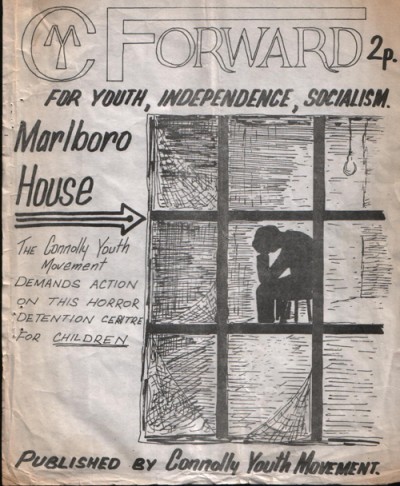 CYM FORWARD 2p.
FOR YOUTH, INDEPENDENCE, SOCIALISM.
Marlboro
House
The Connolly Youth
Movement
DEMANDS ACTION
ON THIS HORROR
DETENTION CENTRE
FOR CHILDREN
PUBLISHED BY Connolly Youth MOVEMENT.